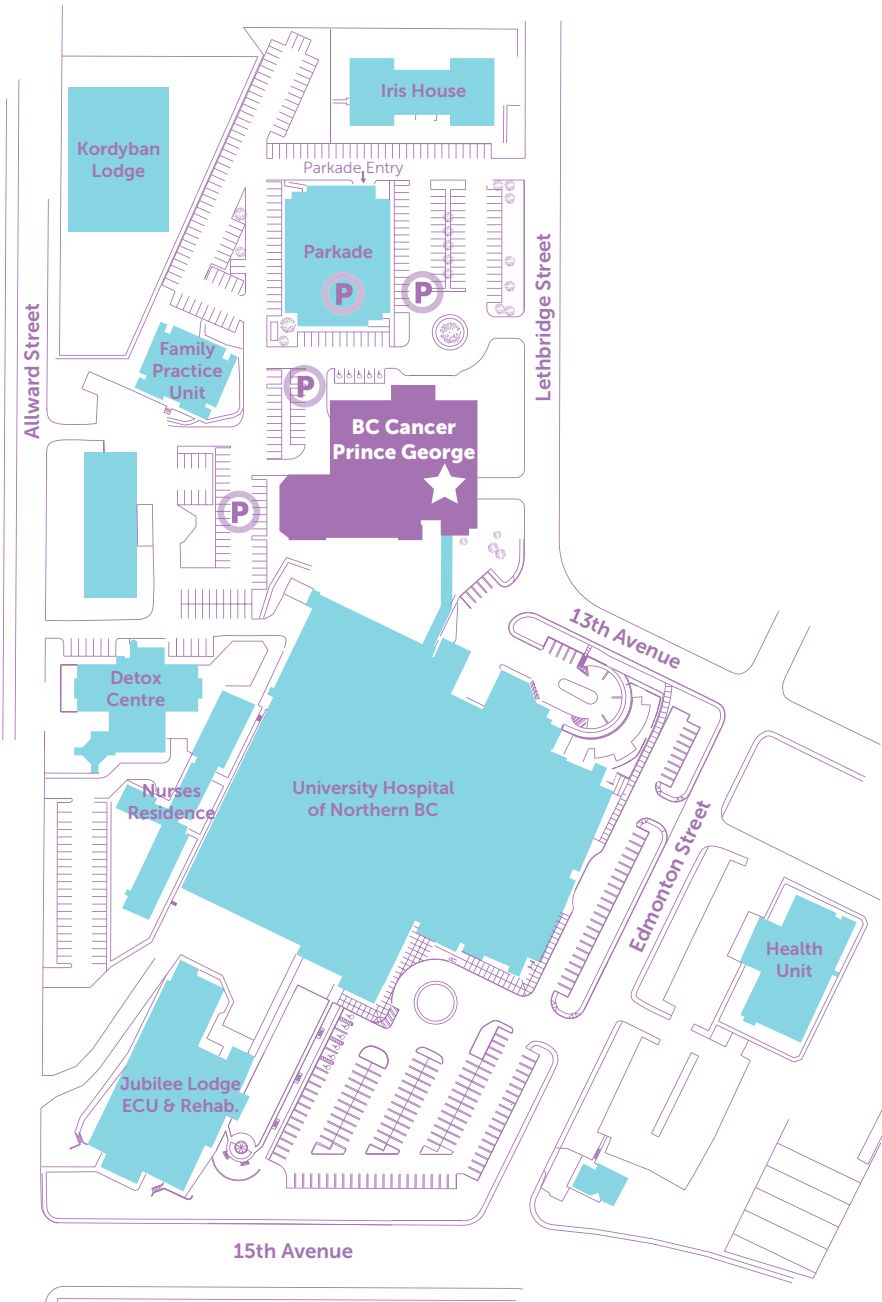 Iris House
Kordyban
Lodge
Parkade Entry
Parkade
P
P
Lethbridge Street
Allward Street
Family
Practice
Unit
P
BC Cancer
Prince George
P
13th Avenue
Detox
Centre
Nurses
Residence
University Hospital
of Northern BC
Edmonton Street
Health
Unit
Jubilee Lodge
ECU & Rehab.
15th Avenue